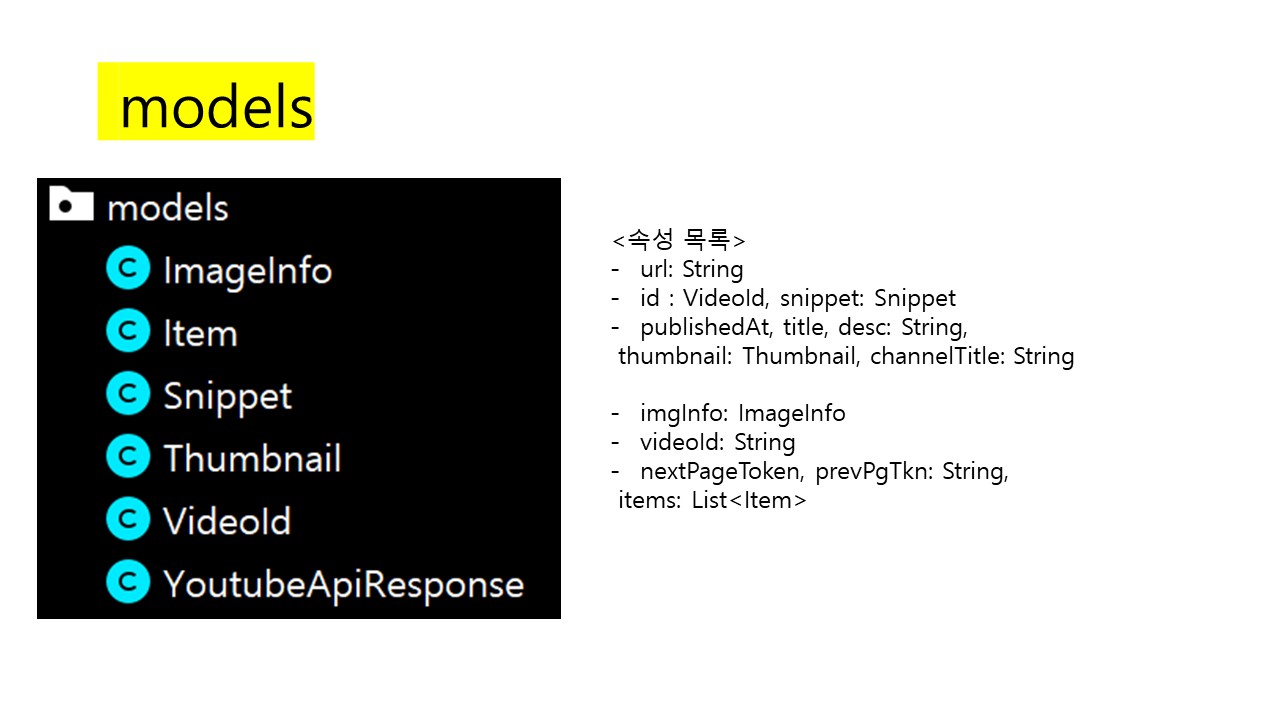 models
models
C ImageInfo
C Item
C Snippet
C Thumbnail
C VideoId
C YoutubeApiResponse
<속성 목록>
- url: String
- id : VideoId, snippet: Snippet
- publishedAt, title, desc: String,
thumbnail: Thumbnail, channelTitle: String
- imgInfo: ImageInfo
- videoId: String
- nextPageToken, prevPgTkn: String,
items: List<Item>